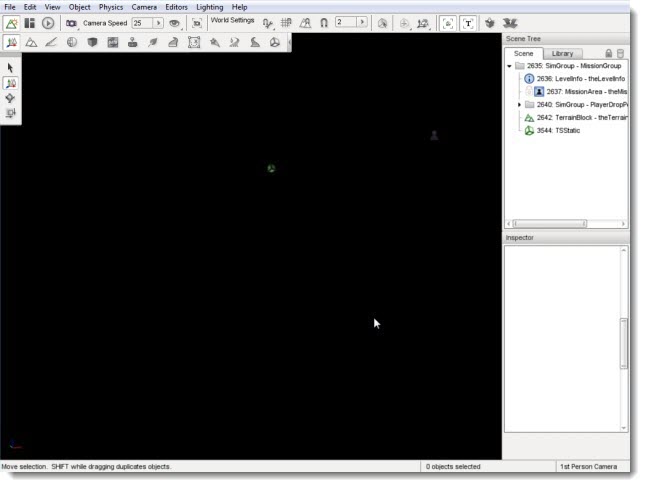 File Edit View Object Physics Camera Editors Lighting Help
Camera Speed 25 World Settings 2
Scene Tree
Scene Library
2635: SimGroup - MissionGroup
2636: LevelInfo - theLevelInfo
2637: MissionArea - theMis
2640: SimGroup - PlayerDropP
2642: TerrainBlock - theTerrain
3544: TSStatic
Inspector
Move selection. SHIFT while dragging duplicates objects. 0 objects selected 1st Person Camera